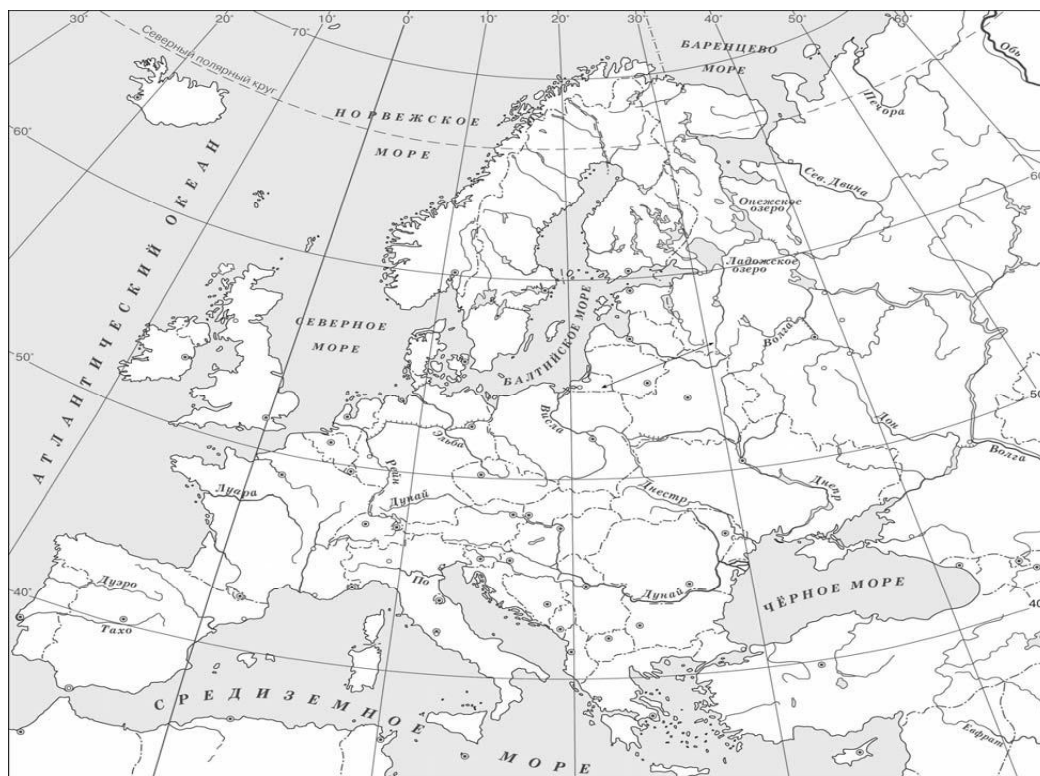 30°
20°
10°
0°
10°
20°
30°
40°
50°
60°
70°
Северный полярный круг
БАРЕНЦЕВО
МОРЕ
Обь
Печора
60°
НОРВЕЖСКОЕ
МОРЕ
Сев. Двина
60
Онежское
озеро
Ладожское
озеро
АТЛАНТИЧЕСКИЙ ОКЕАН
СЕВЕРНОЕ
МОРЕ
БАЛТИЙСКОЕ МОРЕ
Волга
50°
50
Висла
Эльба
Рейн
Дон
Волга
Луара
Дунай
Днестр
Днепр
Дуэро
По
Дунай
ЧЁРНОЕ МОРЕ
40°
40
Тахо
СРЕДИЗЕМНОЕ
МОРЕ
Евфрат